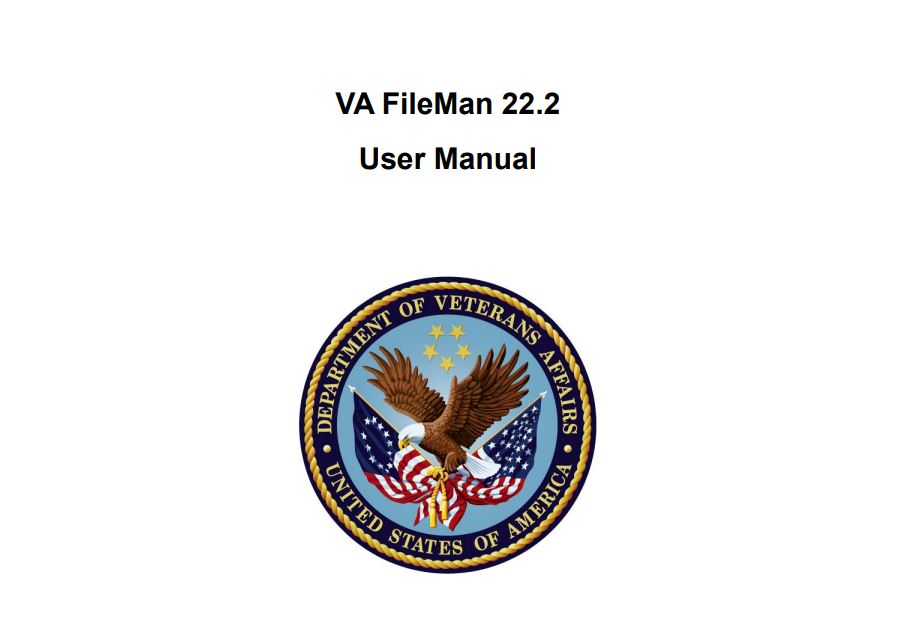 VA FileMan 22.2
User Manual
DEPARTMENT OF VETERANS AFFAIRS
UNITED STATES OF AMERICA